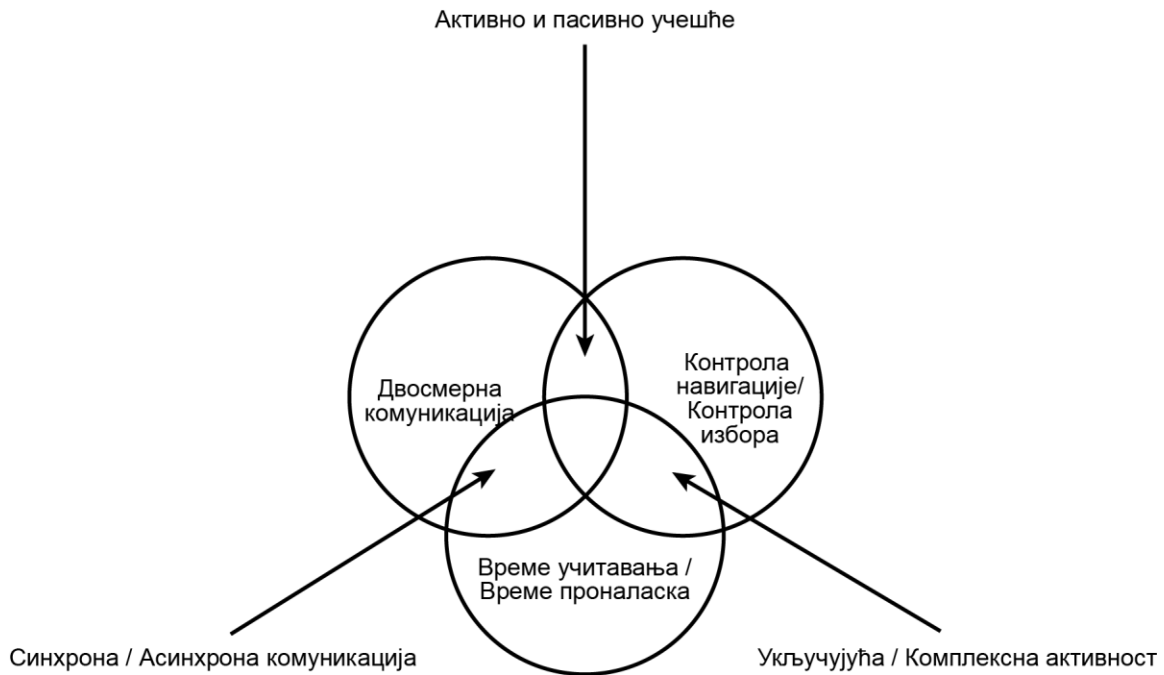 Активно и пасивно учешће
Двосмерна
комуникација
Контрола
навигације/
Контрола
избора
Време учитавања /
Време проналаска
Синхрона / Асинхрона комуникација
Укључујућа / Комплексна активност